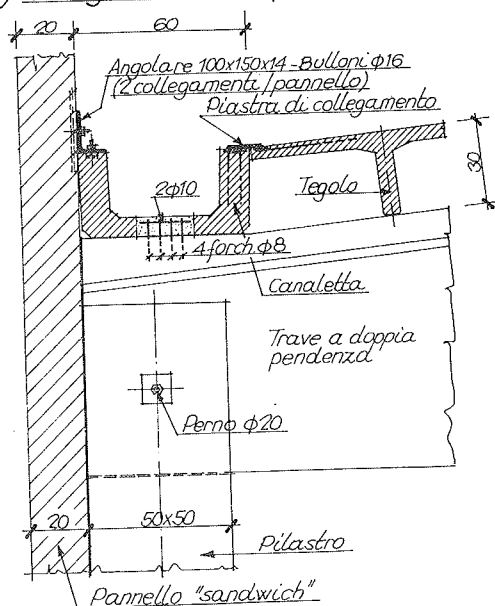 20
60
Angolare 100x150x14 - Bulloni ϕ16
(2 collegamenti/pannello)
Piastra di collegamento
30
2ϕ10
Tegolo
4 forch. ϕ8
Canaletta
Trave a doppia
pendenza
Perno ϕ20
20
50x50
Pilastro
Pannello "sandwich"